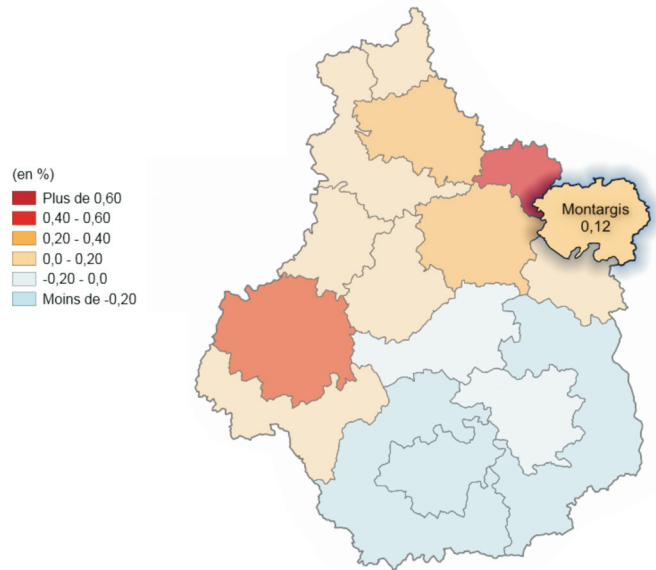 (en %)
Plus de 0,60
0,40 - 0,60
0,20 - 0,40
0,0 - 0,20
-0,20 - 0,0
Moins de -0,20
Montargis
0,12